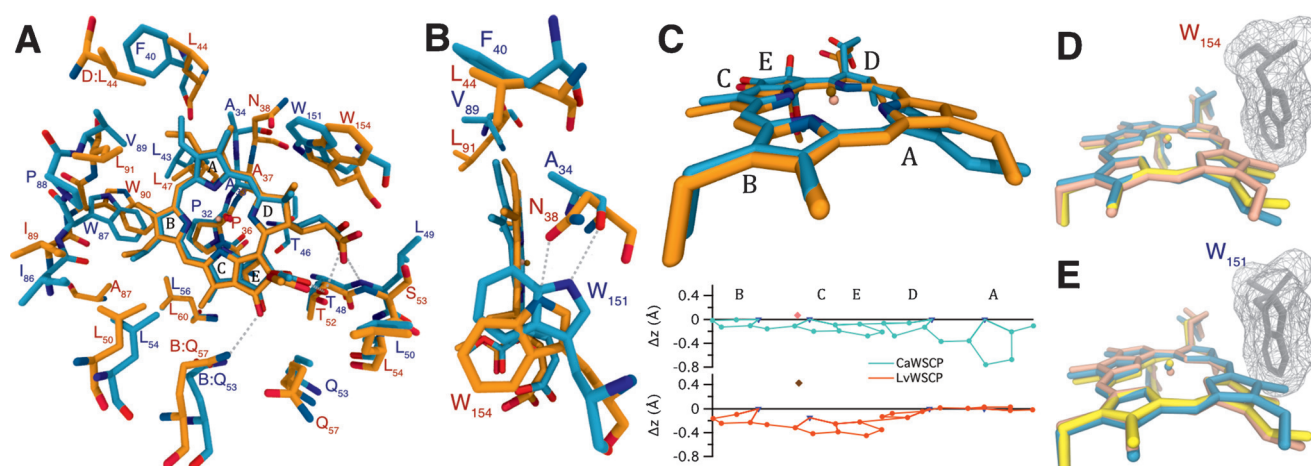 A
F40
L44
D:L44
A34
N38
W151
W154
V89
L43
A
L91
L47
A37
P88
W90
A
D
B
P32
P36
W87
T46
L49
I89
C
E
I86
L56
S53
A87
L60
T48
T52
L50
L54
L50
L54
B:Q57
B:Q53
Q53
Q57
B
F40
L44
V89
L91
A34
N38
W151
W154
C
E
D
C
A
B
B C E D A
0.4
0
-0.4
-0.8
Δz (Å)
CaWSCP
LvWSCP
0.4
0
-0.4
-0.8
Δz (Å)
D
W154
W151
E